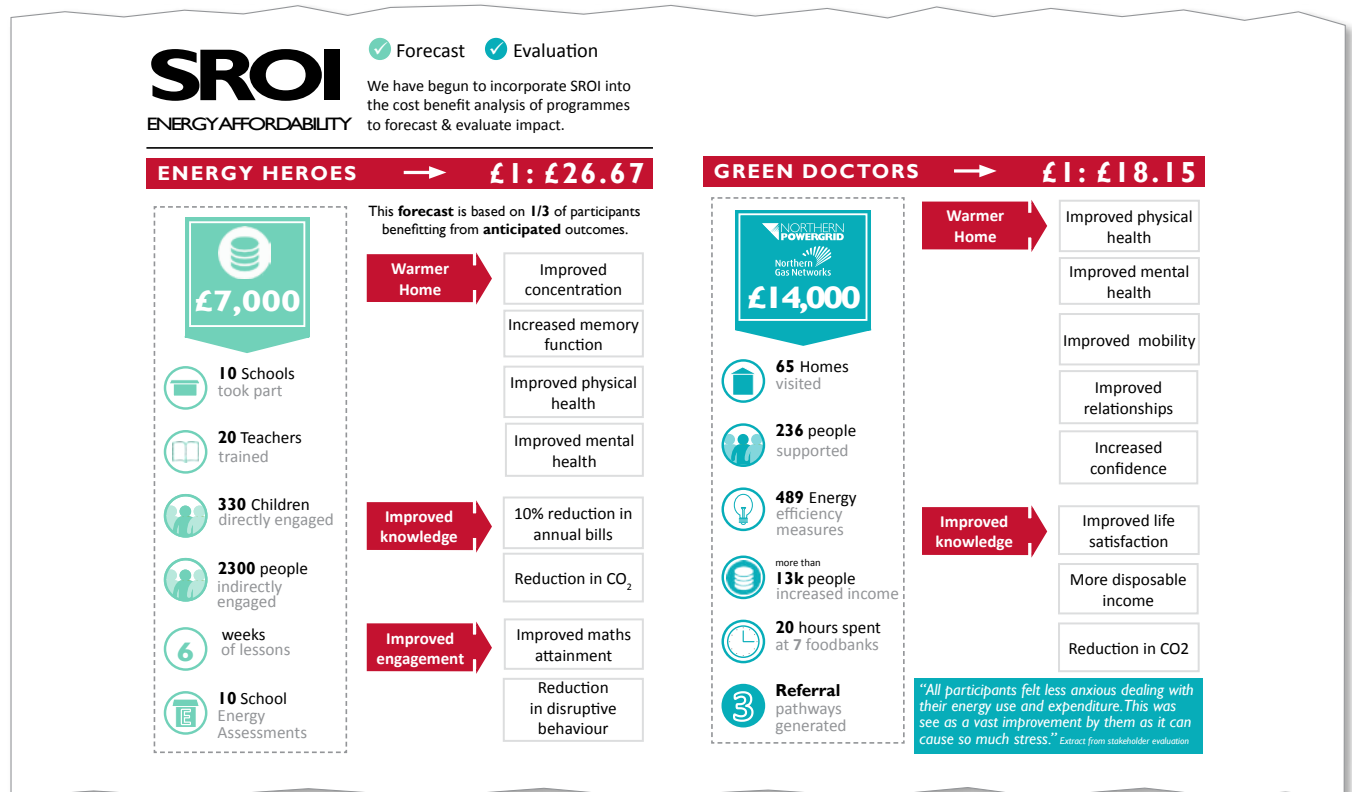 SROI
ENERGY AFFORDABILITY
Forecast
Evaluation
We have begun to incorporate SROI into
the cost benefit analysis of programmes
to forecast & evaluate impact.
ENERGY HEROES
£1: £26.67
£7,000
10 Schools
took part
20 Teachers
trained
330 Children
directly engaged
2300 people
indirectly
engaged
6
weeks
of lessons
E
10 School
Energy
Assessments
This forecast is based on 1/3 of participants
benefitting from anticipated outcomes.
Warmer
Home
Improved
concentration
Increased memory
function
Improved physical
health
Improved mental
health
Improved
knowledge
10% reduction in
annual bills
Reduction in CO2
Improved
engagement
Improved maths
attainment
Reduction
in disruptive
behaviour
GREEN DOCTORS
£1: £18.15
NORTHERN
POWERGRID
Northern
Gas Networks
£14,000
65 Homes
visited
236 people
supported
489 Energy
efficiency
measures
more than
13k people
increased income
20 hours spent
at 7 foodbanks
3
Referral
pathways
generated
Warmer
Home
Improved physical
health
Improved mental
health
Improved mobility
Improved
relationships
Increased
confidence
Improved
knowledge
Improved life
satisfaction
More disposable
income
Reduction in CO2
“All participants felt less anxious dealing with
their energy use and expenditure. This was
see as a vast improvement by them as it can
cause so much stress.” Extract from stakeholder evaluation